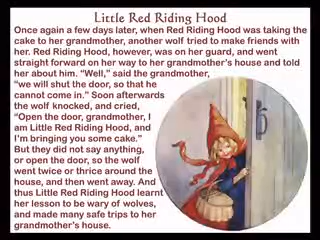 Little Red Riding Hood
Once again a few days later, when Red Riding Hood was taking the
cake to her grandmother, another wolf tried to make friends with
her. Red Riding Hood, however, was on her guard, and went
straight forward on her way to her grandmother's house and told
her about him. “Well,” said the grandmother,
“we will shut the door, so that he
cannot come in.” Soon afterwards
the wolf knocked, and cried,
“Open the door, grandmother, I
am Little Red Riding Hood, and
I'm bringing you some cake.”
But they did not say anything,
or open the door, so the wolf
went twice or thrice around the
house, and then went away. And
thus Little Red Riding Hood learnt
her lesson to be wary of wolves,
and made many safe trips to her
grandmother's house.